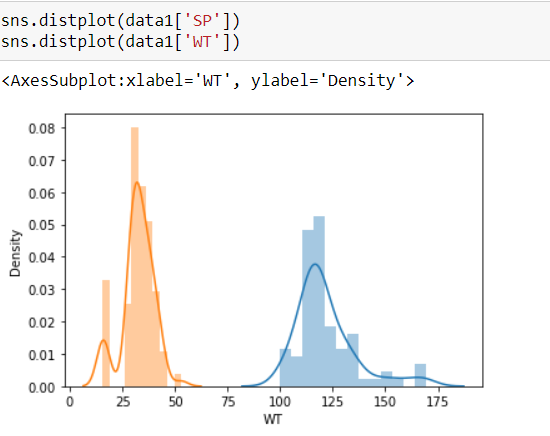 sns.distplot(data1['SP'])
sns.distplot(data1['WT'])
<AxesSubplot:xlabel='WT', ylabel='Density'>
0.08
0.07
0.06
0.05
0.04
0.03
0.02
0.01
0.00
Density
0 25 50 75 100 125 150 175
WT